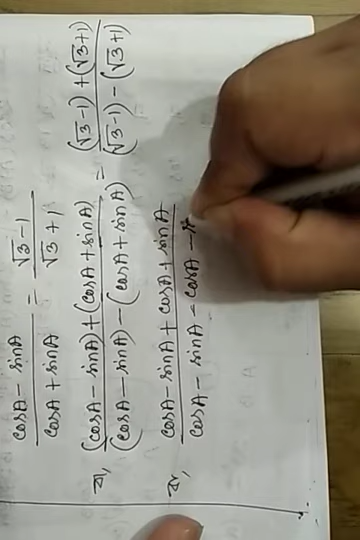 cosA - sinA / cosA + sinA = √3 - 1 / √3 + 1
বা, (cosA - sinA) + (cosA + sinA) / (cosA - sinA) - (cosA + sinA) = (√3 - 1) + (√3 + 1) / (√3 - 1) - (√3 + 1)
বা, cosA - sinA + cosA + sinA / cosA - sinA - cosA -